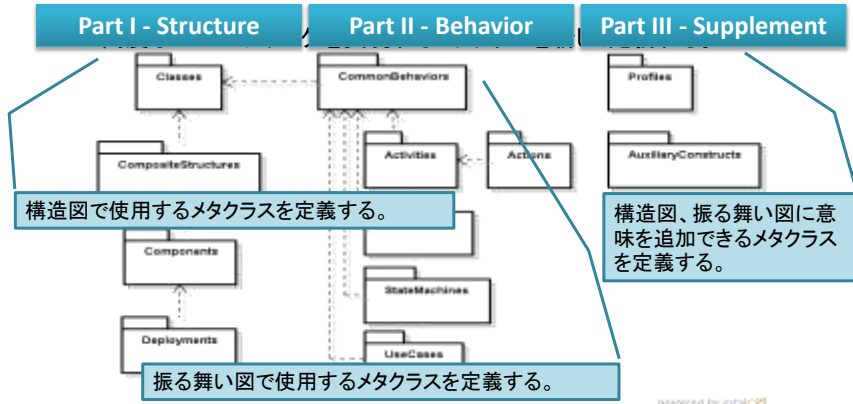 Part I - Structure
Part II - Behavior
Part III - Supplement
Classes
CommonBehaviors
Profiles
CompositeStructures
Activities
Actions
AuxiliaryConstructs
構造図で使用するメタクラスを定義する。
構造図、振る舞い図に意
味を追加できるメタクラス
を定義する。
Components
StateMachines
Deployments
UseCases
振る舞い図で使用するメタクラスを定義する。